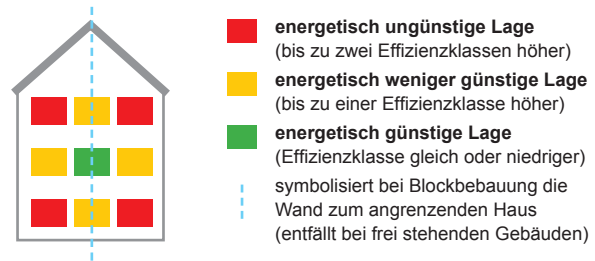 energetisch ungünstige Lage
(bis zu zwei Effizienzklassen höher)
energetisch weniger günstige Lage
(bis zu einer Effizienzklasse höher)
energetisch günstige Lage
(Effizienzklasse gleich oder niedriger)
symbolisiert bei Blockbebauung die
Wand zum angrenzenden Haus
(entfällt bei frei stehenden Gebäuden)